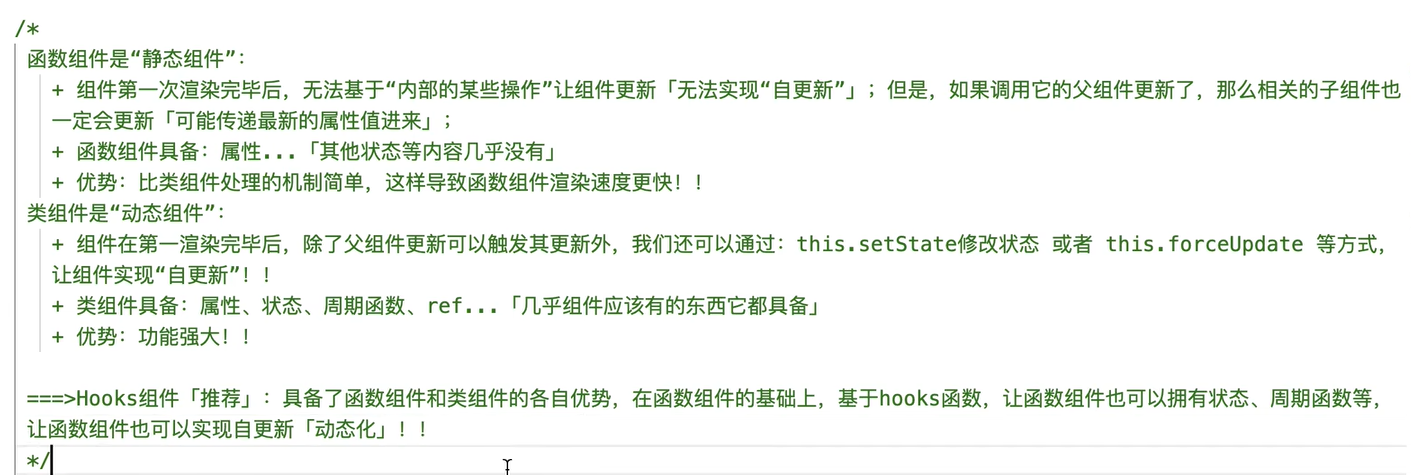 /*
函数组件是“静态组件”：
+ 组件第一次渲染完毕后，无法基于“内部的某些操作”让组件更新「无法实现“自更新”」；但是，如果调用它的父组件更新了，那么相关的子组件也
一定会更新「可能传递最新的属性值进来」；
+ 函数组件具备：属性...「其他状态等内容几乎没有」
+ 优势：比类组件处理的机制简单，这样导致函数组件渲染速度更快！！
类组件是“动态组件”：
+ 组件在第一渲染完毕后，除了父组件更新可以触发其更新外，我们还可以通过：this.setState修改状态 或者 this.forceUpdate 等方式，
让组件实现“自更新”！！
+ 类组件具备：属性、状态、周期函数、ref...「几乎组件应该有的东西它都具备」
+ 优势：功能强大！！
===>Hooks组件「推荐」：具备了函数组件和类组件的各自优势，在函数组件的基础上，基于hooks函数，让函数组件也可以拥有状态、周期函数等，
让函数组件也可以实现自更新「动态化」！！
*/